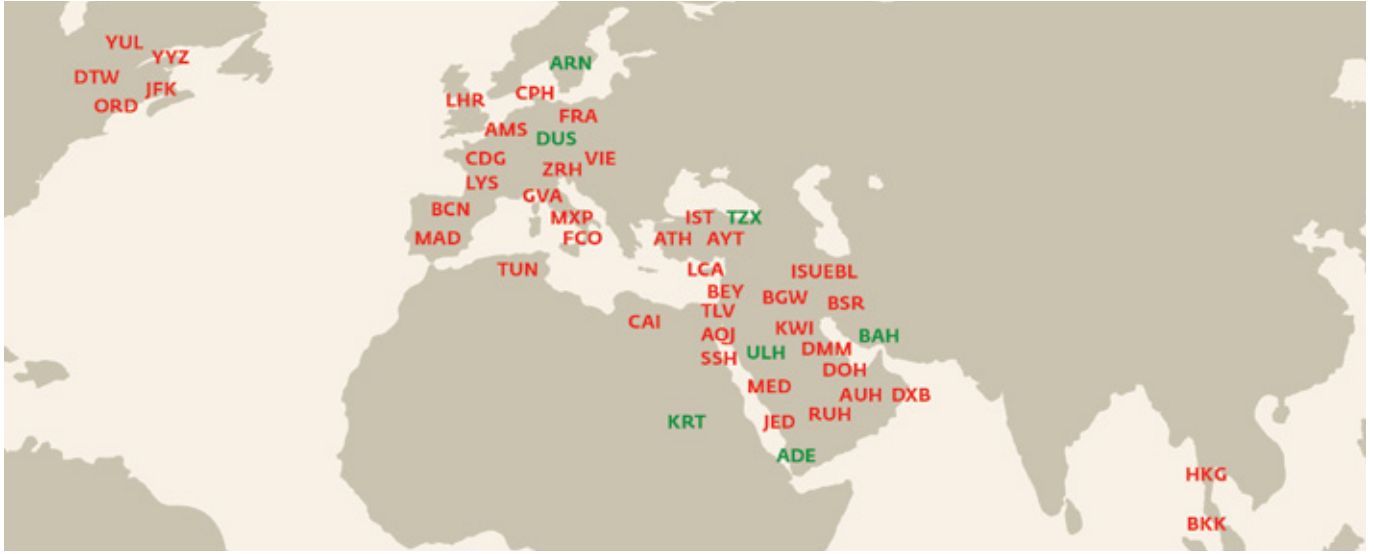 YUL
YYZ
DTW
JFK
ORD
ARN
CPH
LHR
FRA
AMS
DUS
CDG
VIE
ZRH
LYS
GVA
BCN
MXP
IST
TZX
MAD
FCO
ATH
AYT
TUN
LCA
ISUEBL
BEY
BGW
BSR
TLV
CAI
AQJ
KWI
BAH
SSH
ULH
DMM
DOH
MED
AUH
DXB
KRT
JED
RUH
ADE
HKG
BKK